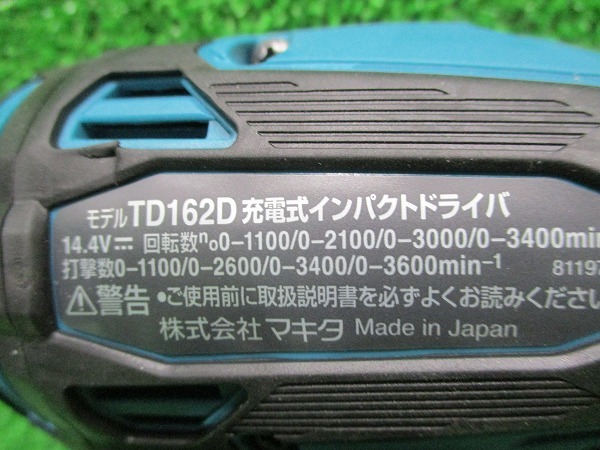 モデルTD162D 充電式インパクトドライバ
14.4V⎓ 回転数n₀0-1100/0-2100/0-3000/0-3400min
打撃数0-1100/0-2600/0-3400/0-3600min⁻¹ 81197
⚠警告 •ご使用前に取扱説明書を必ずよくお読みください
株式会社 マキタ Made in Japan